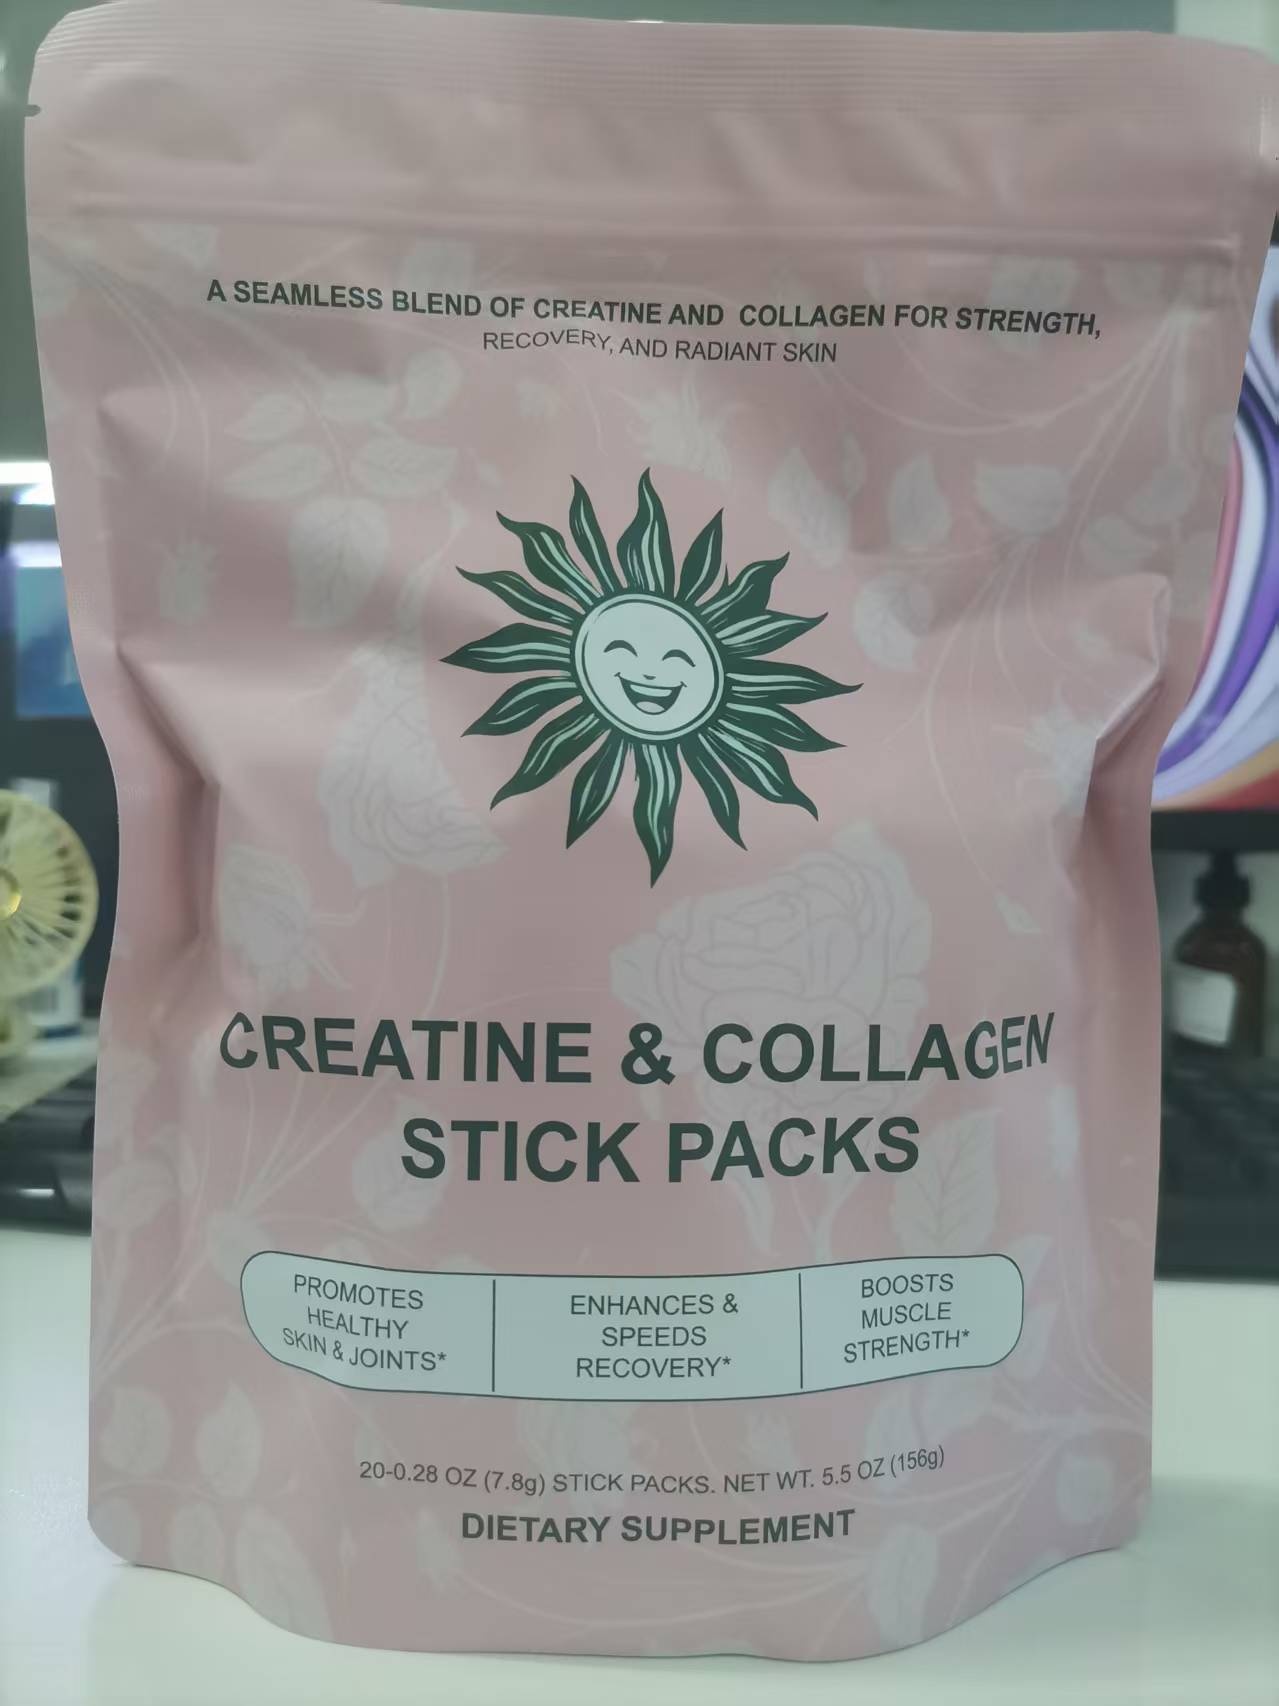 A SEAMLESS BLEND OF CREATINE AND COLLAGEN FOR STRENGTH,
RECOVERY, AND RADIANT SKIN
CREATINE & COLLAGEN
STICK PACKS
PROMOTES
HEALTHY
SKIN & JOINTS*
ENHANCES &
SPEEDS
RECOVERY*
BOOSTS
MUSCLE
STRENGTH*
20-0.28 OZ (7.8g) STICK PACKS. NET WT. 5.5 OZ (156g)
DIETARY SUPPLEMENT